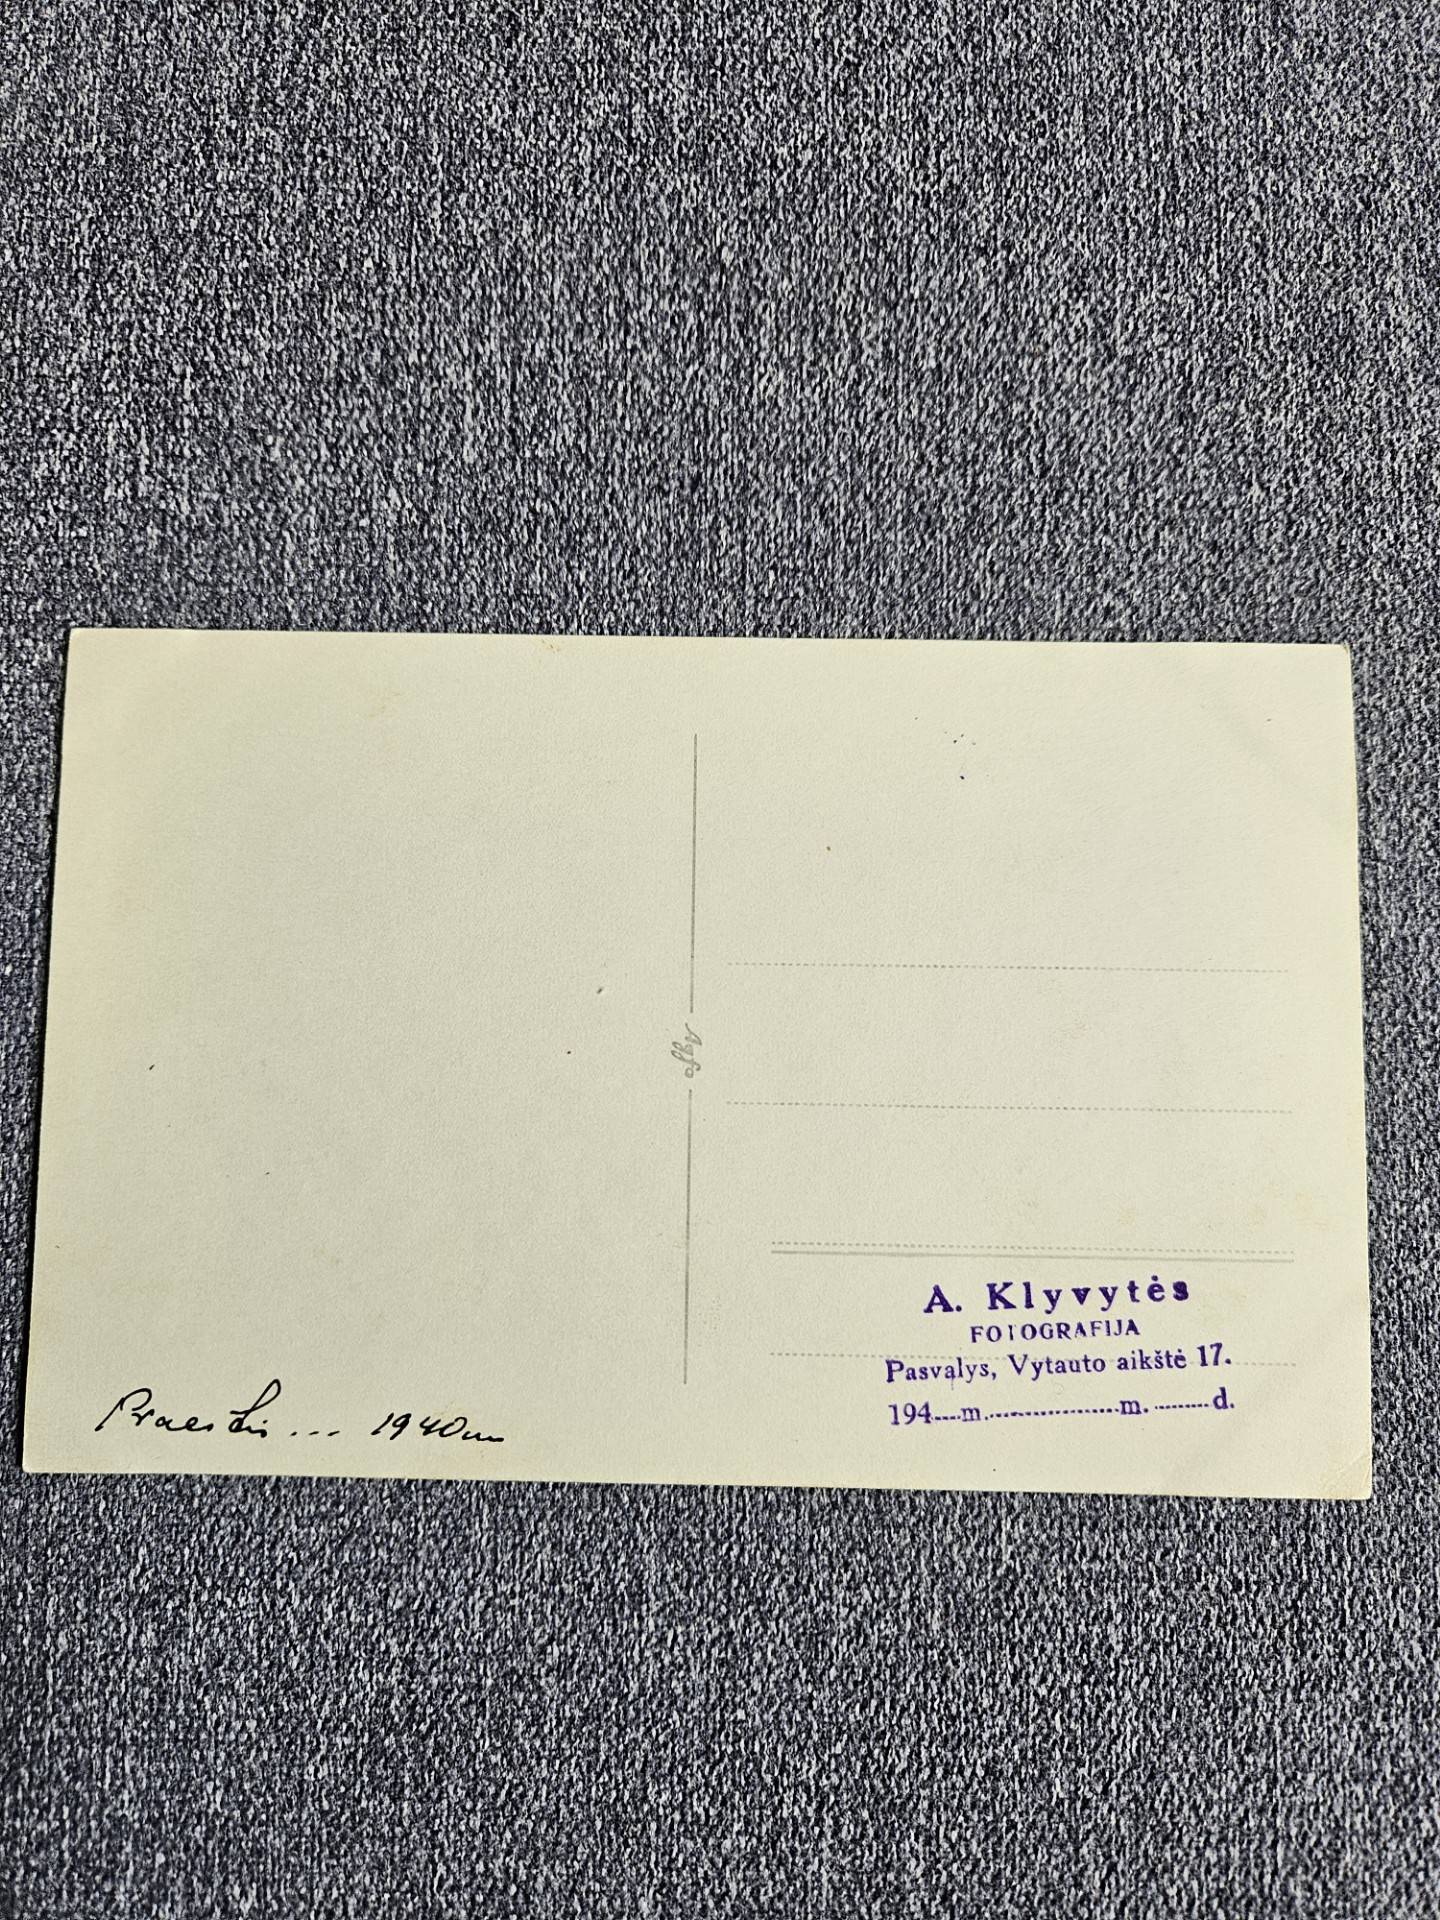 Agfa
A. Klyvytės
FOTOGRAFIJA
Pasvalys, Vytauto aikštė 17.
194....m...................m.........d.
Praeitis... 1940m